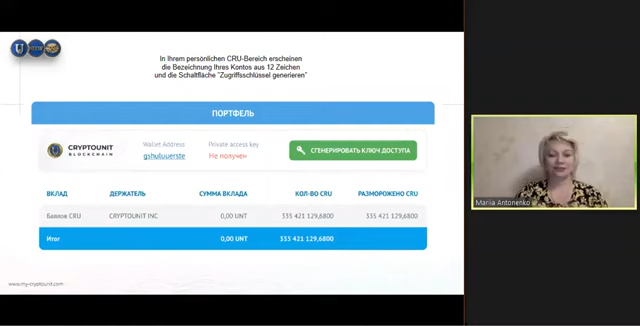 In Ihrem persönlichen CRU-Bereich erscheinen
die Bezeichnung Ihres Kontos aus 12 Zeichen
und die Schaltfläche "Zugriffsschlüssel generieren"
ПОРТФЕЛЬ
CRYPTOUNIT
BLOCKCHAIN
Wallet Address
gshuluuerste
Private access key
Не получен
СГЕНЕРИРОВАТЬ КЛЮЧ ДОСТУПА
ВКЛАД ДЕРЖАТЕЛЬ СУММА ВКЛАДА КОЛ-ВО CRU РАЗМОРОЖЕНО CRU
Баллов CRU CRYPTOUNIT INC 0,00 UNT 335 421 129,6800 335 421 129,6800
Итог 0,00 UNT 335 421 129,6800
www.my-cryptounit.com
Mariia Antonenko